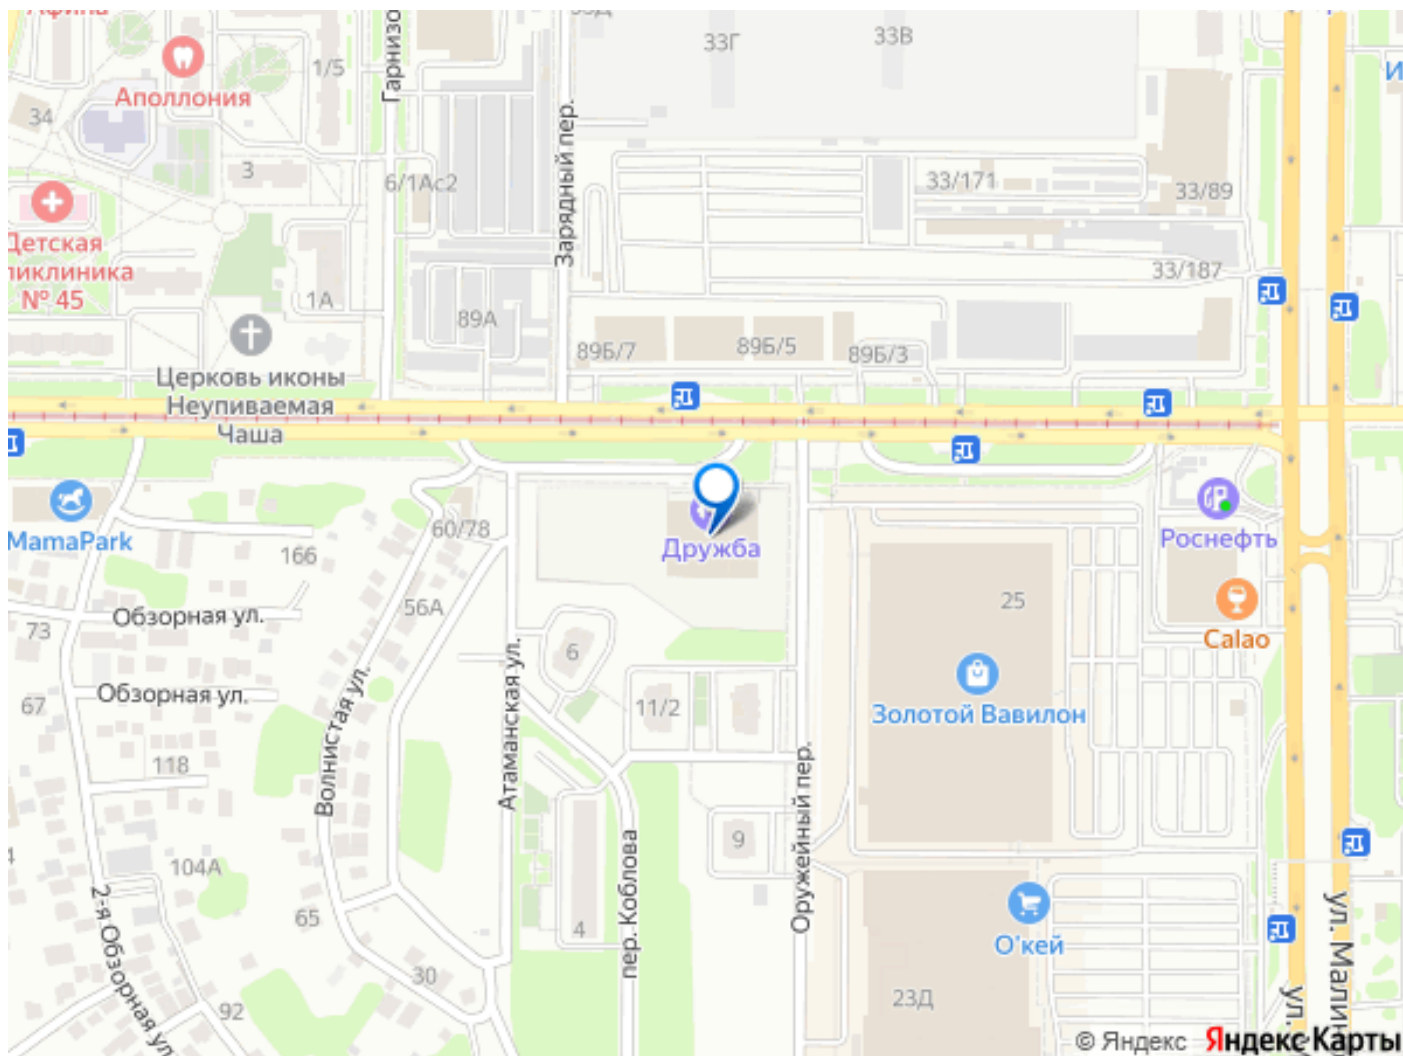 Афина
33Д
33Г
33В
1/5
Гарнизо
Аполлония
34
Зарядный пер.
3
6/1Ас2
33/171
33/89
Детская
ликлиника
№ 45
1А
33/187
89А
89Б/7
89Б/5
89Б/3
Церковь иконы
Неупиваемая
Чаша
MamaPark
60/78
Дружба
Роснефть
166
Обзорная ул.
56А
25
73
6
Calao
Обзорная ул.
67
11/2
Золотой Вавилон
Волнистая ул.
Атаманская ул.
118
Оружейный пер.
9
пер. Коблова
104А
2-я Обзорная ул.
65
4
О'кей
30
23Д
92
ул. Малин
ул.
© Яндекс Яндекс Карты